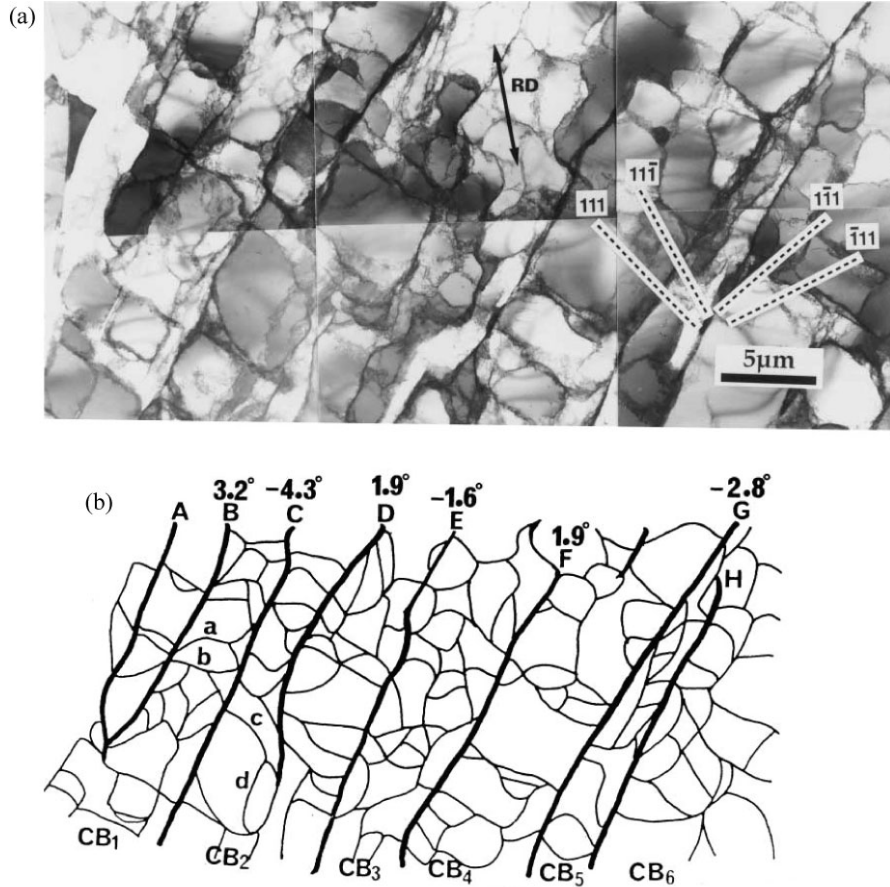 (a)
RD
111
111̄
11̄1
1̄11
5μm
(b)
3.2° -4.3° 1.9° -1.6° 1.9° -2.8°
A B C D E F G
H
a
b
c
d
CB₁ CB₂ CB₃ CB₄ CB₅ CB₆